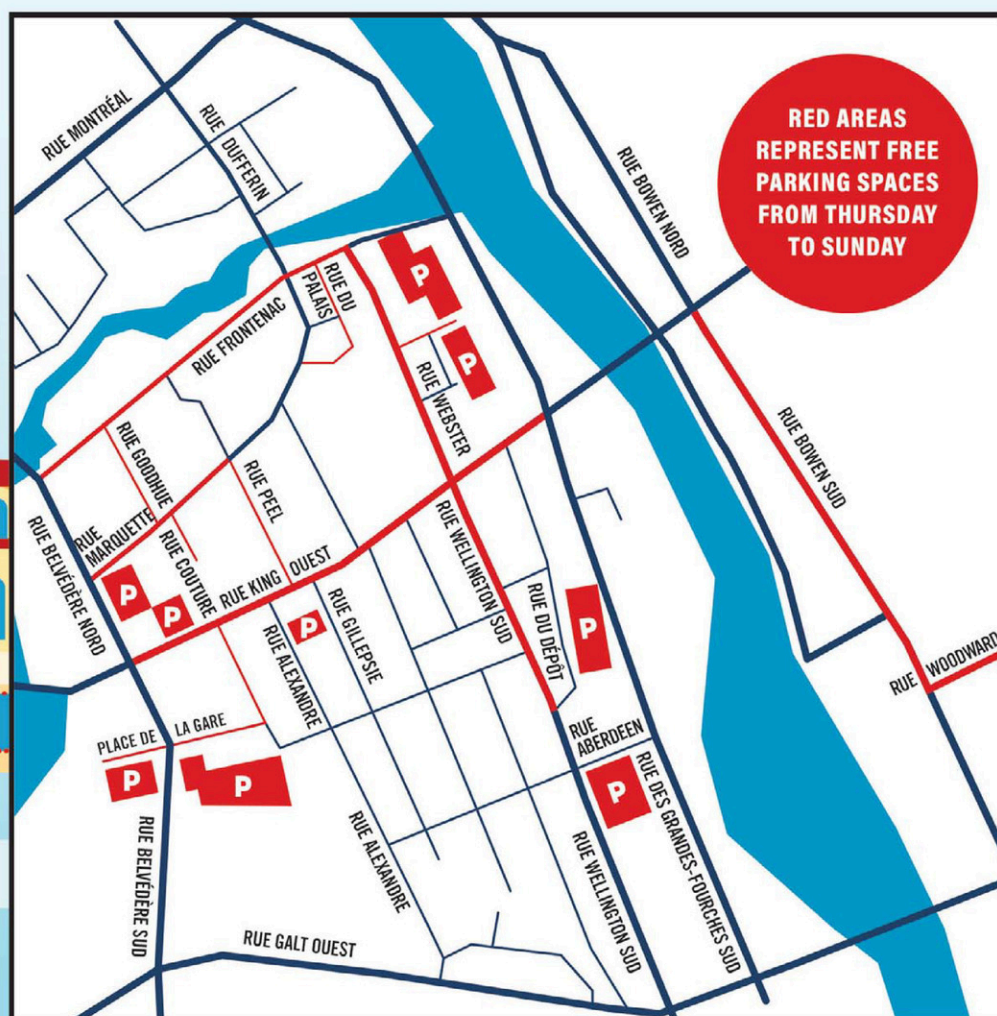 RED AREAS
REPRESENT FREE
PARKING SPACES
FROM THURSDAY
TO SUNDAY
RUE MONTRÉAL
RUE
DUFFERIN
RUE BOWEN NORD
RUE DU
PALAIS
P
RUE FRONTENAC
P
RUE WEBSTER
RUE GOODHUE
RUE PEEL
RUE BOWEN SUD
RUE
MARQUETTE
RUE COUTURE
RUE BELVÉDÈRE NORD
RUE KING OUEST
RUE WELLINGTON SUD
P
P
P
RUE GILLEPSIE
RUE ALEXANDRE
RUE DU DÉPÔT
P
RUE WOODWARD
PLACE DE LA GARE
RUE
ABERDEEN
P
P
P
RUE DES GRANDES-FOURCHES SUD
RUE BELVÉDÈRE SUD
RUE ALEXANDRE
RUE WELLINGTON SUD
RUE GALT OUEST